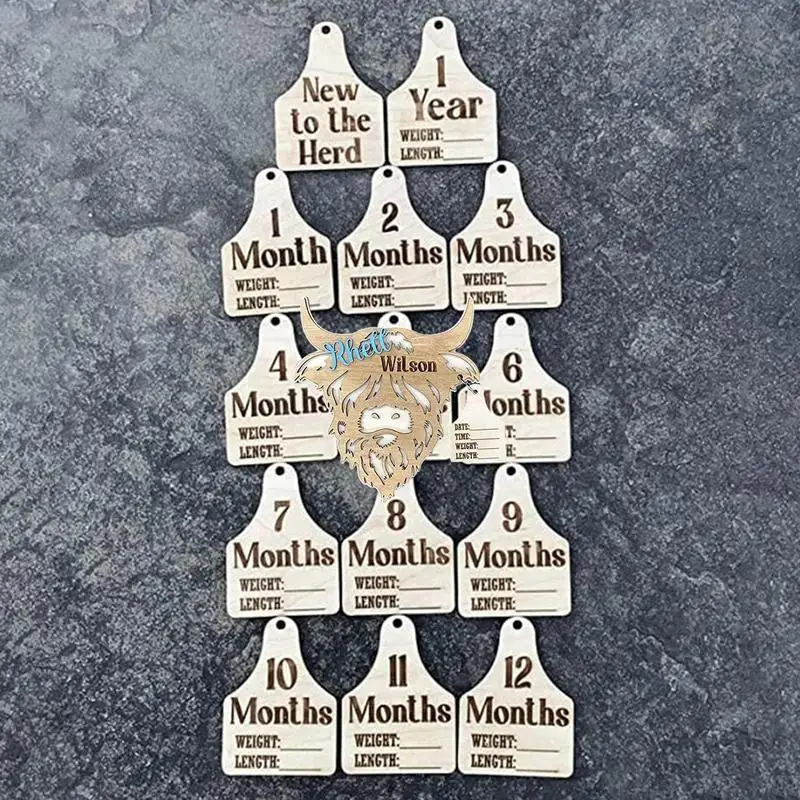 New
to the
Herd
1
Year
WEIGHT:
LENGTH:
1
Month
WEIGHT:
LENGTH:
2
Months
WEIGHT:
LENGTH:
3
Months
WEIGHT:
LENGTH:
4
Months
WEIGHT:
LENGTH:
Rhett
Wilson
DATE:
TIME:
WEIGHT:
LENGTH:
6
onths
7
Months
WEIGHT:
LENGTH:
8
Months
WEIGHT:
LENGTH:
9
Months
WEIGHT:
LENGTH:
10
Months
WEIGHT:
LENGTH:
11
Months
WEIGHT:
LENGTH:
12
Months
WEIGHT:
LENGTH: